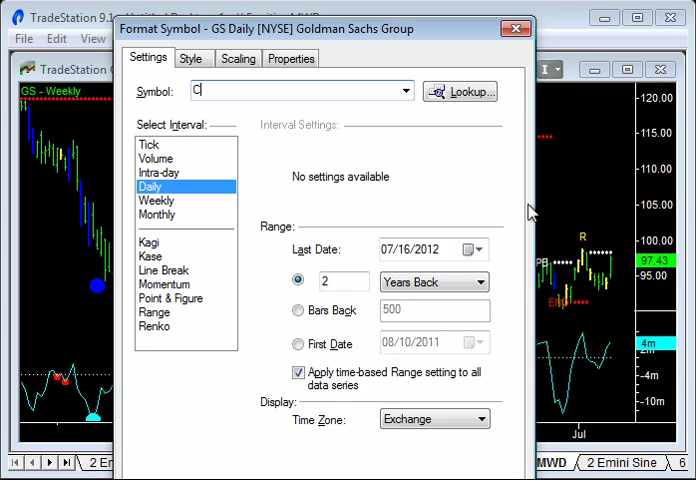 TradeStation 9.1
File Edit View
Format Symbol - GS Daily [NYSE] Goldman Sachs Group
TradeStation
GS - Weekly
Settings Style Scaling Properties
Symbol: C Lookup...
Select Interval:
Tick
Volume
Intra-day
Daily
Weekly
Monthly
Kagi
Kase
Line Break
Momentum
Point & Figure
Range
Renko
Interval Settings:
No settings available
Range:
Last Date: 07/16/2012
2 Years Back
Bars Back 500
First Date 08/10/2011
Apply time-based Range setting to all
data series
Display:
Time Zone: Exchange
I
120.00
115.00
110.00
105.00
100.00
97.43
95.00
R
PB
4m
2m
-4m
-10m
Jul
2 Em
MWD 2 Emini Sine 6